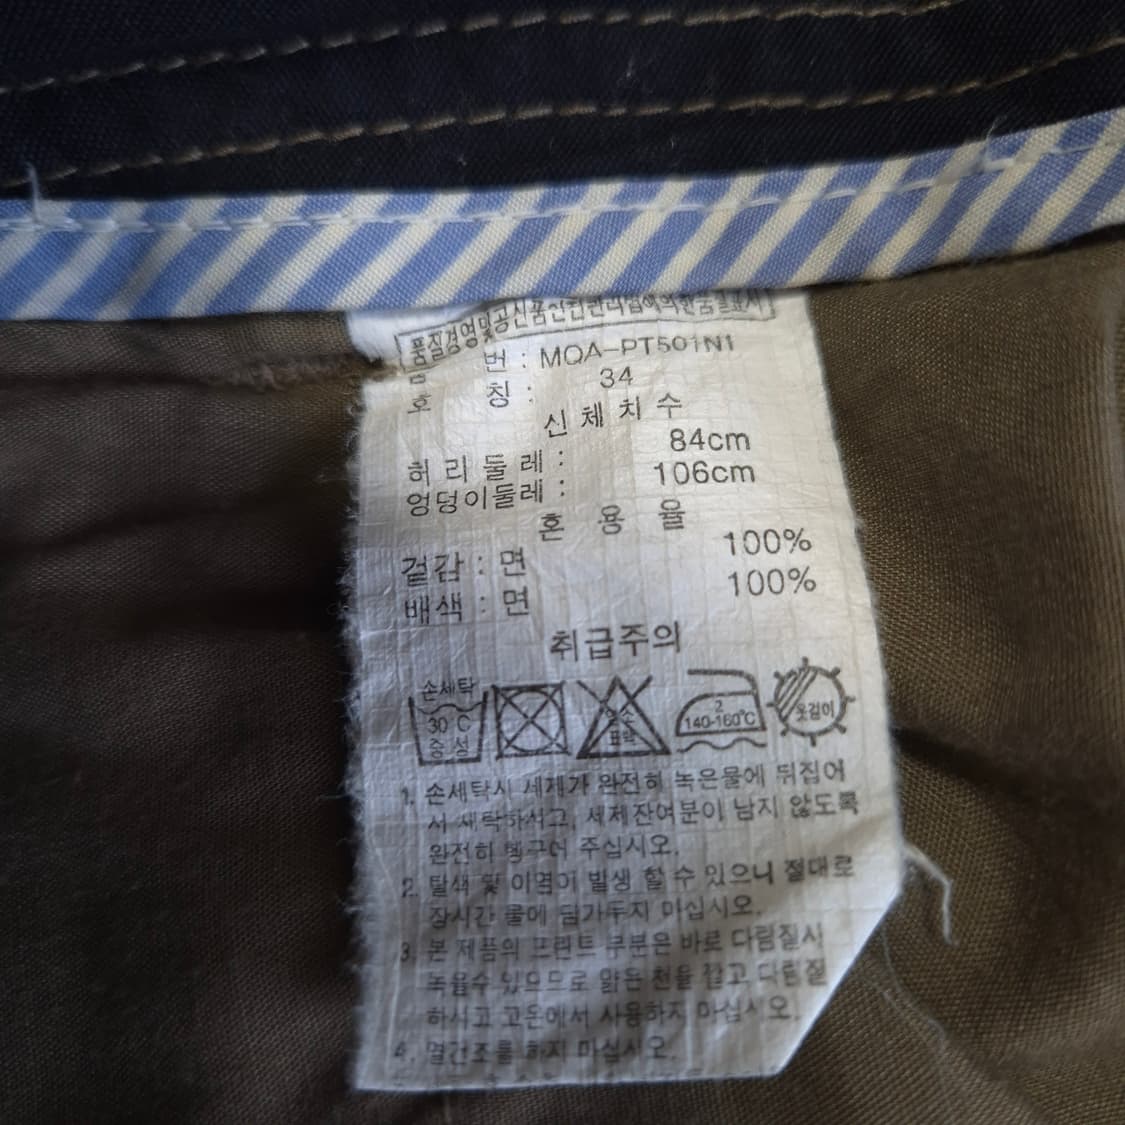 품질경영및공산품안전관리법에의한품질표시
품 번 : MQA-PT501N1
호 칭 : 34
신 체 치 수
허 리 둘 레 : 84cm
엉덩이둘레 : 106cm
혼 용 율
겉감 : 면 100%
배색 : 면 100%
취급주의
손세탁
30°C
중성
염소
표백
2
140-160°C
옷걸이
1. 손세탁시 세제가 완전히 녹은물에 뒤집어
서 세탁하시고, 세제잔여분이 남지 않도록
완전히 헹구어 주십시오.
2. 탈색 및 이염이 발생 할 수 있으니 절대로
장시간 물에 담가두지 마십시오.
3. 본 제품의 프린트 부분은 바로 다림질시
녹을수 있으므로 얇은 천을 깔고 다림질
하시고 고온에서 사용하지 마십시오.
4. 열건조를 하지 마십시오.